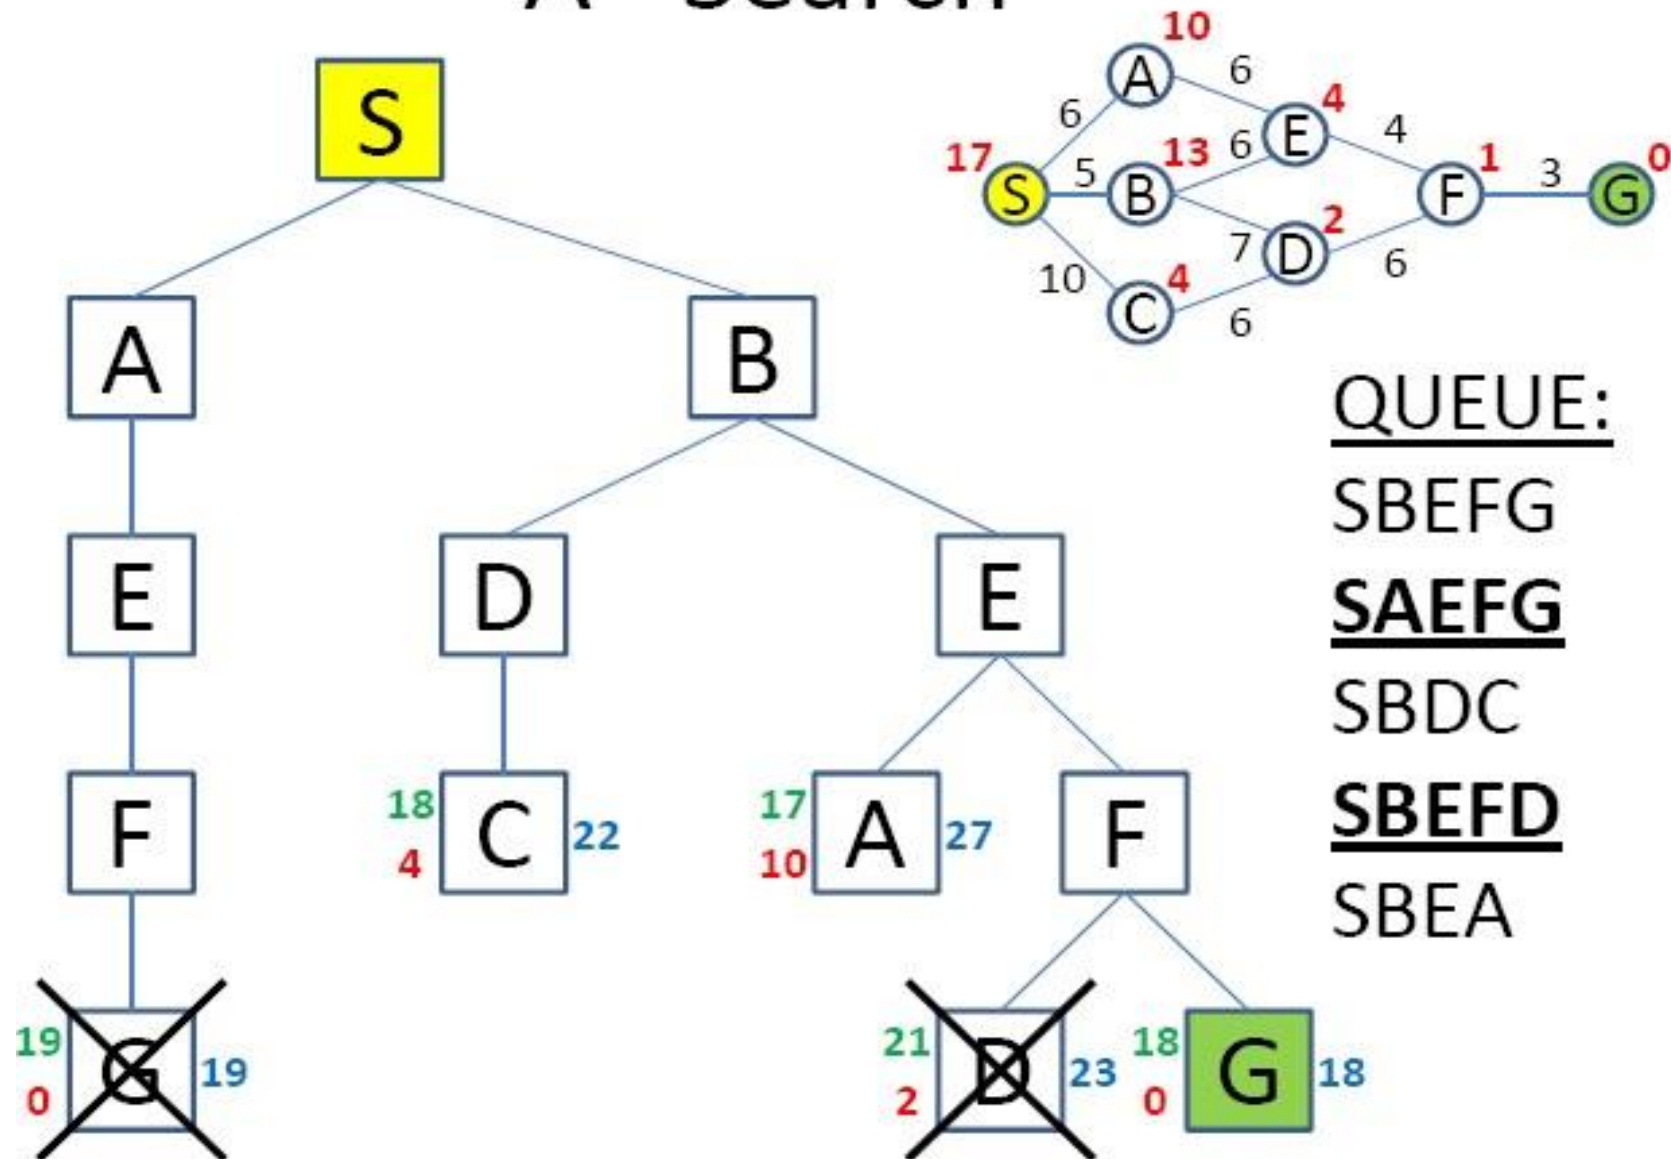 A* Search
S
A B
E D E
F
18 4 C 22
17 10 A 27
F
19 0 G 19
21 2 D 23
18 0 G 18
10
A 6
6 4
E 4
17 13 6 1 0
S 5 B F 3 G
2
7 D
10 4 6
C 6
QUEUE:
SBEFG
SAEFG
SBDC
SBEFD
SBEA